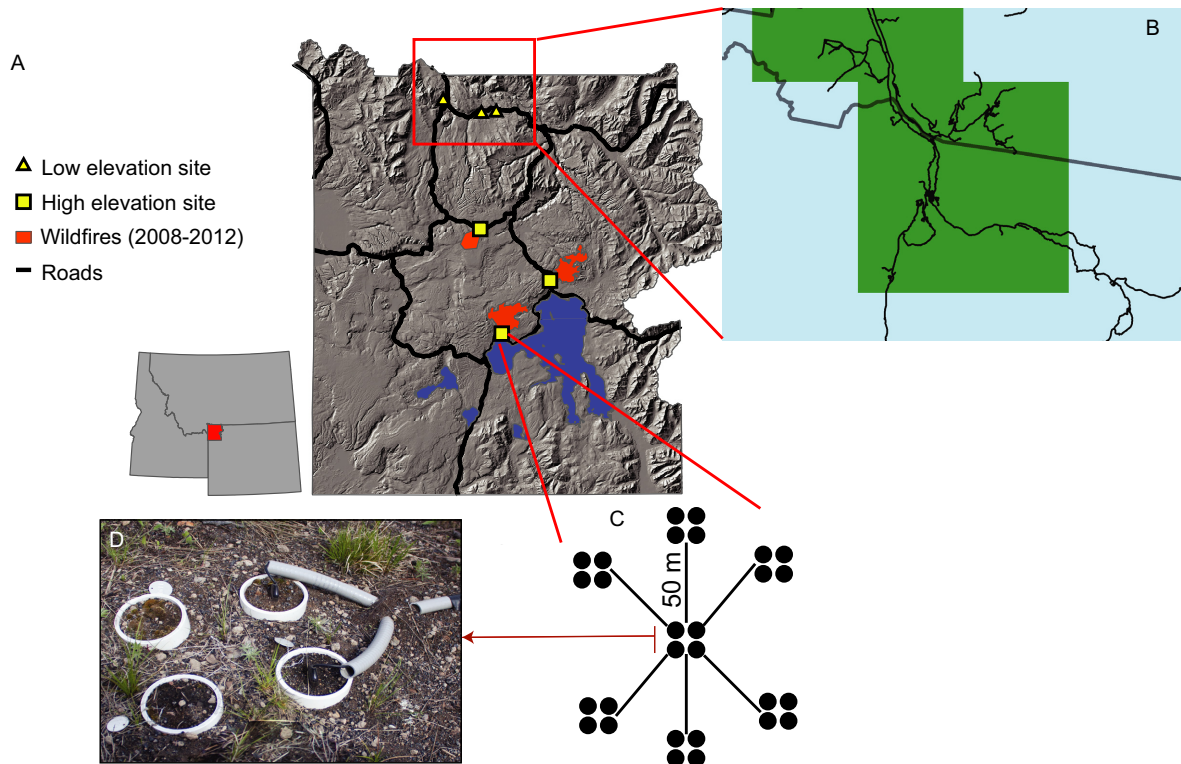 A
B
Low elevation site
High elevation site
Wildfires (2008-2012)
Roads
C
D
50 m